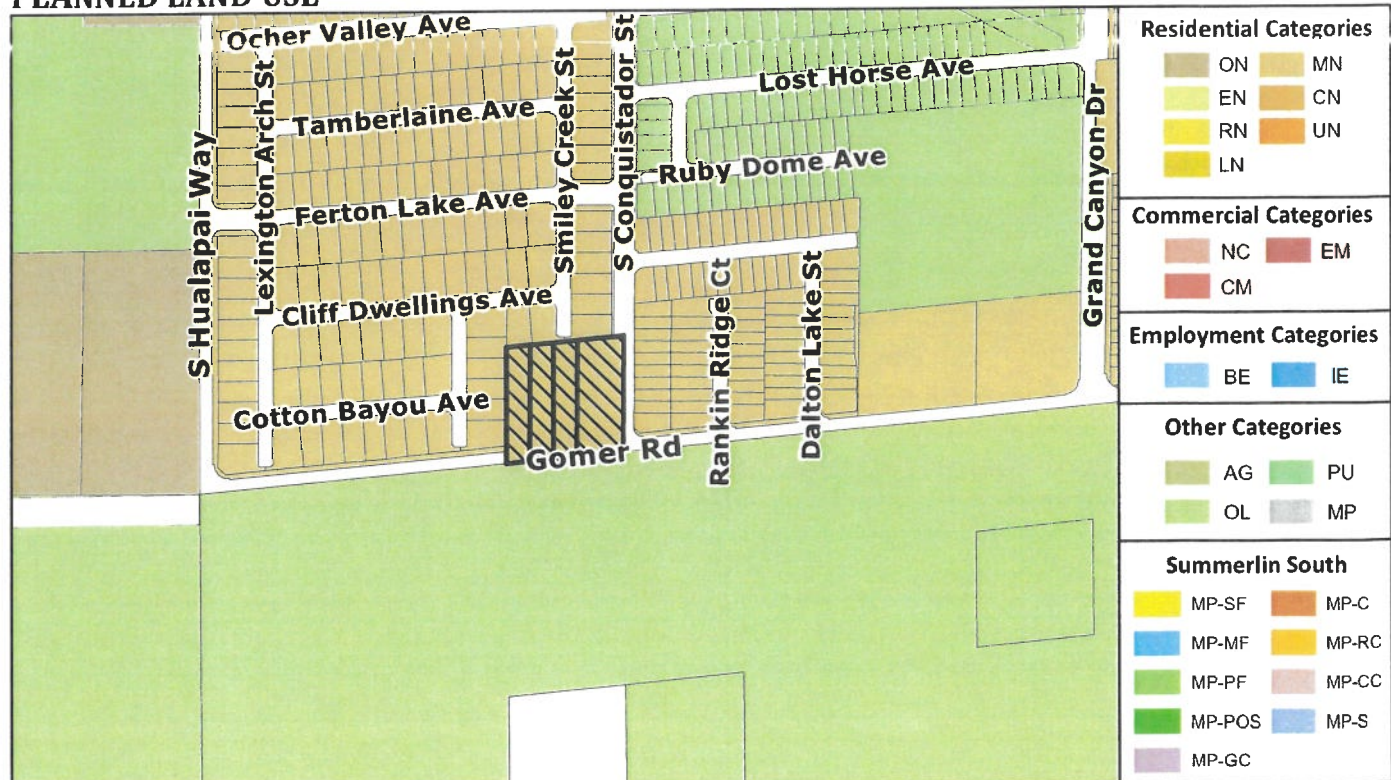 PLANNED LAND USE
Ocher Valley Ave
Tamberlaine Ave
Ferton Lake Ave
Cliff Dwellings Ave
Cotton Bayou Ave
S Hualapai Way
Lexington Arch St
Smiley Creek St
S Conquistador St
Lost Horse Ave
Ruby Dome Ave
Rankin Ridge Ct
Dalton Lake St
Grand Canyon Dr
Gomer Rd
Residential Categories
ON MN
EN CN
RN UN
LN
Commercial Categories
NC EM
CM
Employment Categories
BE IE
Other Categories
AG PU
OL MP
Summerlin South
MP-SF MP-C
MP-MF MP-RC
MP-PF MP-CC
MP-POS MP-S
MP-GC